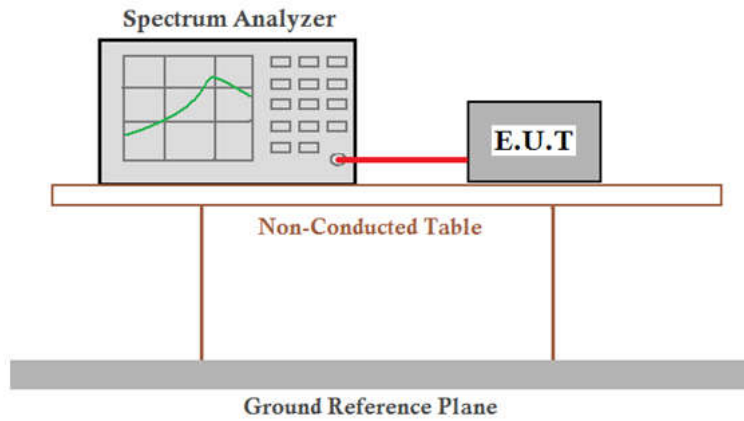 Spectrum Analyzer
E.U.T
Non-Conducted Table
Ground Reference Plane